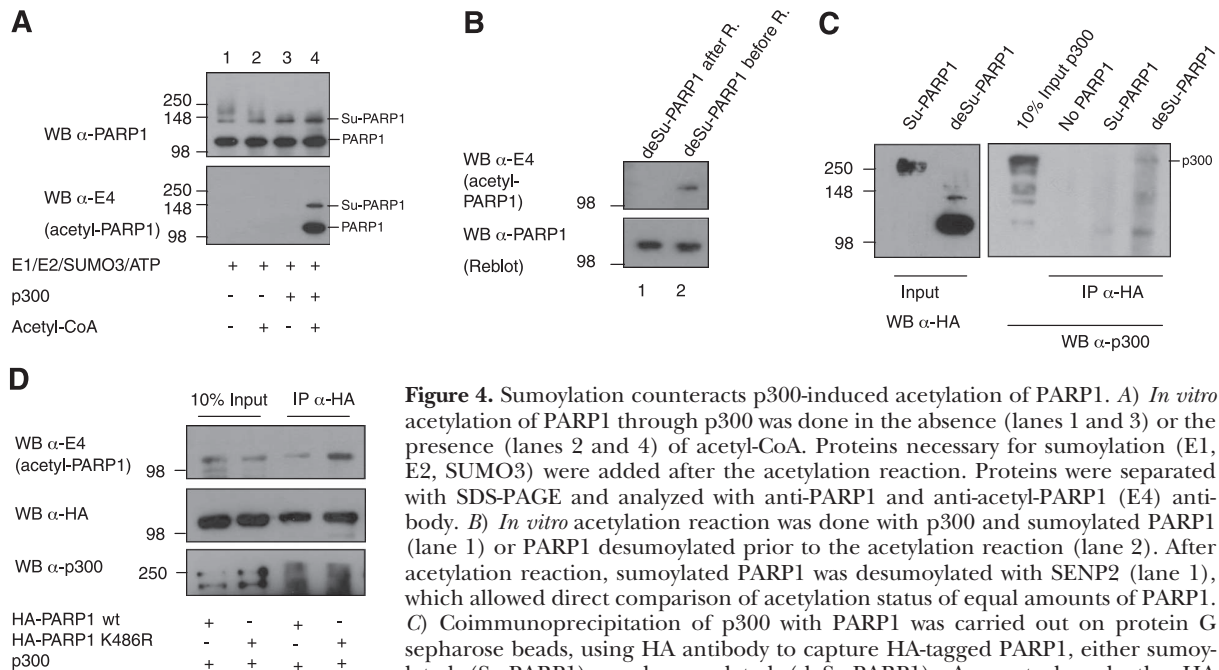 A
1 2 3 4
250
148
98
WB α-PARP1
Su-PARP1
PARP1
250
148
98
WB α-E4
(acetyl-PARP1)
Su-PARP1
PARP1
E1/E2/SUMO3/ATP + + + +
p300 - - + +
Acetyl-CoA - + - +
B
deSu-PARP1 after R.
deSu-PARP1 before R.
WB α-E4
(acetyl-
PARP1)
98
WB α-PARP1
(Reblot)
98
1 2
C
Su-PARP1
deSu-PARP1
10% Input p300
No PARP1
Su-PARP1
deSu-PARP1
250
148
98
p300
Input
IP α-HA
WB α-HA
WB α-p300
D
10% Input IP α-HA
WB α-E4
(acetyl-PARP1)
98
WB α-HA
98
WB α-p300
250
HA-PARP1 wt + - + -
HA-PARP1 K486R - + - +
p300 + + + +
Figure 4. Sumoylation counteracts p300-induced acetylation of PARP1. A) In vitro
acetylation of PARP1 through p300 was done in the absence (lanes 1 and 3) or the
presence (lanes 2 and 4) of acetyl-CoA. Proteins necessary for sumoylation (E1,
E2, SUMO3) were added after the acetylation reaction. Proteins were separated
with SDS-PAGE and analyzed with anti-PARP1 and anti-acetyl-PARP1 (E4) anti-
body. B) In vitro acetylation reaction was done with p300 and sumoylated PARP1
(lane 1) or PARP1 desumoylated prior to the acetylation reaction (lane 2). After
acetylation reaction, sumoylated PARP1 was desumoylated with SENP2 (lane 1),
which allowed direct comparison of acetylation status of equal amounts of PARP1.
C) Coimmunoprecipitation of p300 with PARP1 was carried out on protein G
sepharose beads, using HA antibody to capture HA-tagged PARP1, either sumoy-